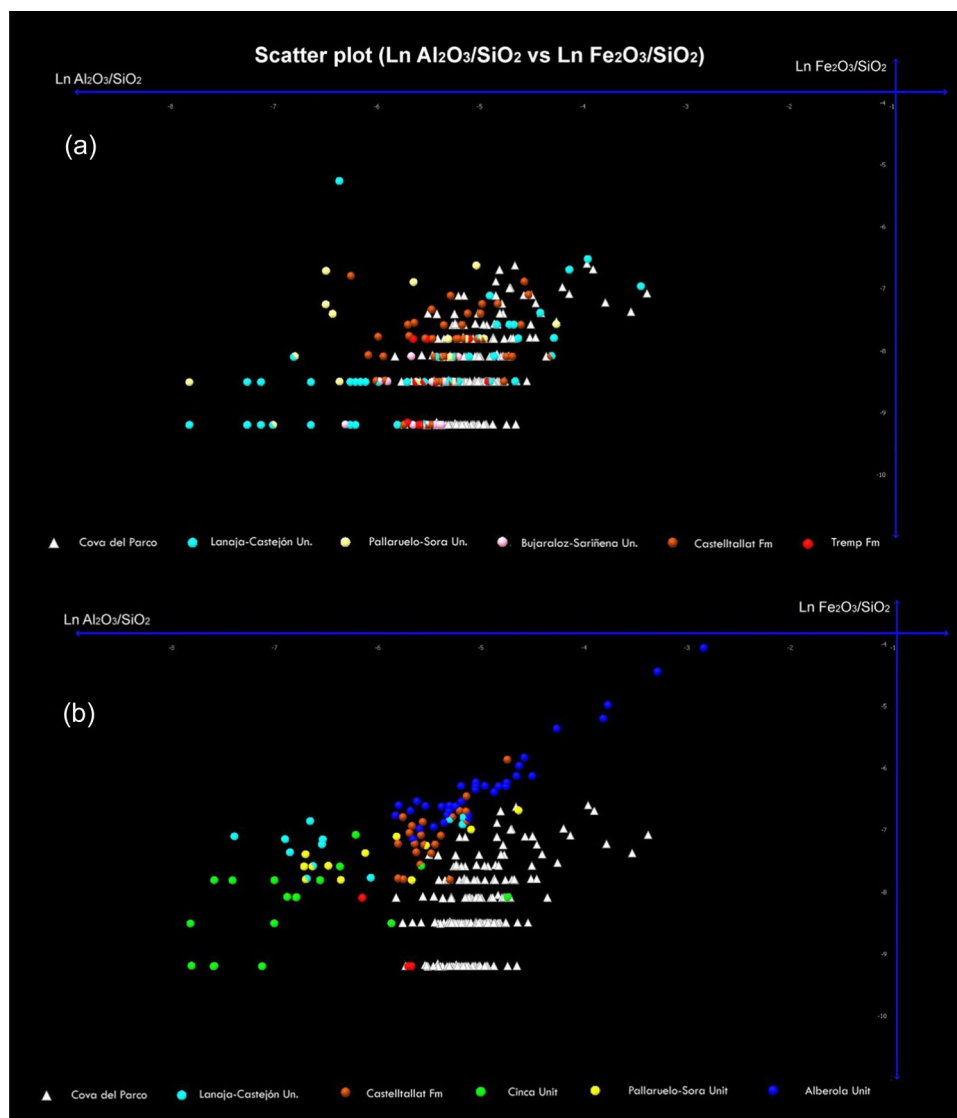 Scatter plot (Ln Al₂O₃/SiO₂ vs Ln Fe₂O₃/SiO₂)
Ln Al₂O₃/SiO₂
Ln Fe₂O₃/SiO₂
-8 -7 -6 -5 -4 -3 -2 -1
-4
(a)
-5
-6
-7
-8
-9
-10
Cova del Parco Lanaja-Castejón Un. Pallaruelo-Sora Un. Bujaraloz-Sariñena Un. Castelltallat Fm Tremp Fm
Ln Al₂O₃/SiO₂
Ln Fe₂O₃/SiO₂
-8 -7 -6 -5 -4 -3 -2 -1
-4
(b)
-5
-6
-7
-8
-9
-10
Cova del Parco Lanaja-Castejón Un. Castelltallat Fm Cinca Unit Pallaruelo-Sora Unit Alberola Unit